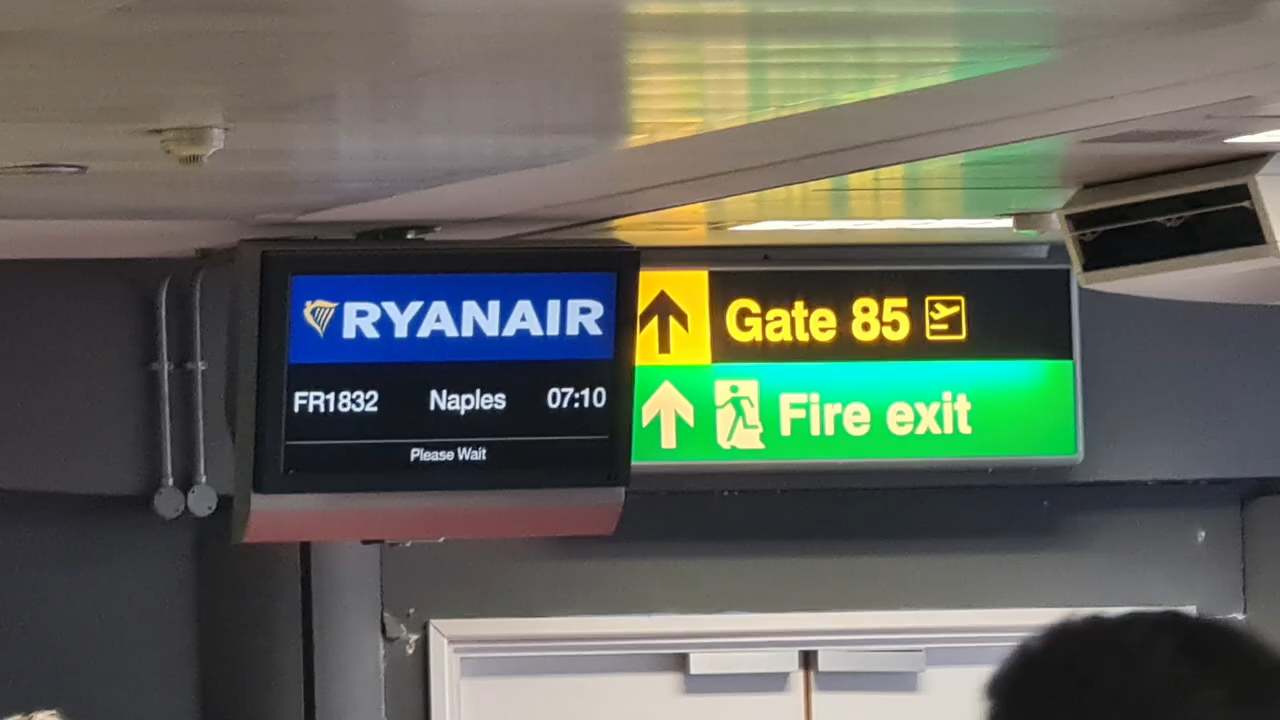 RYANAIR
FR1832 Naples 07:10
Please Wait
Gate 85
Fire exit